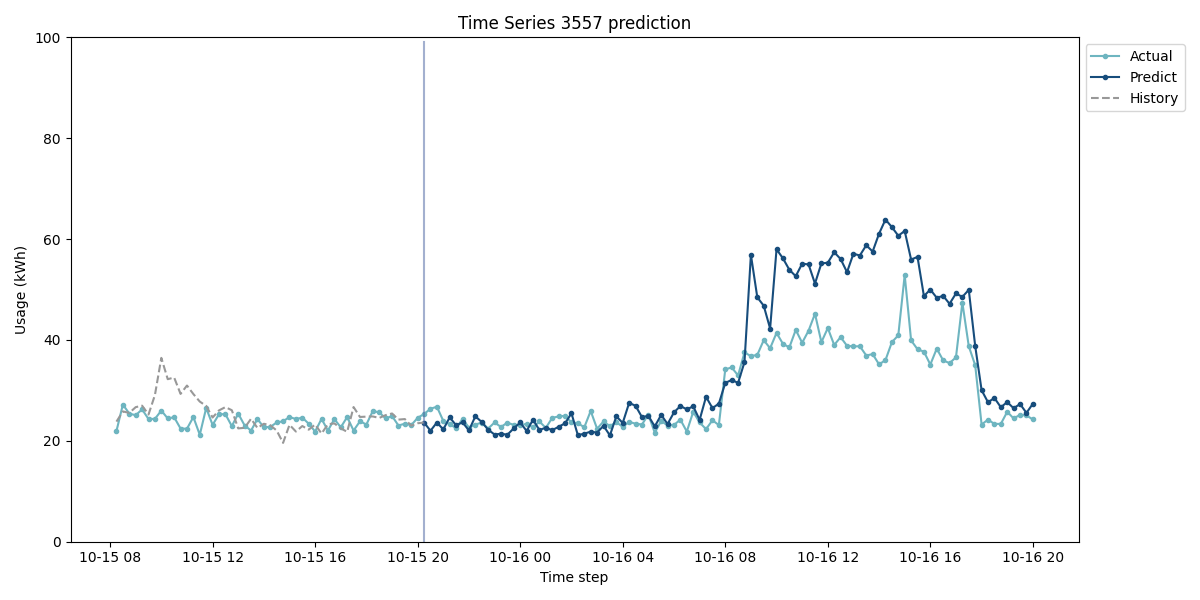 Time Series 3557 prediction
Usage (kWh)
100
80
60
40
20
0
10-15 08
10-15 12
10-15 16
10-15 20
10-16 00
10-16 04
10-16 08
10-16 12
10-16 16
10-16 20
Time step
Actual
Predict
History